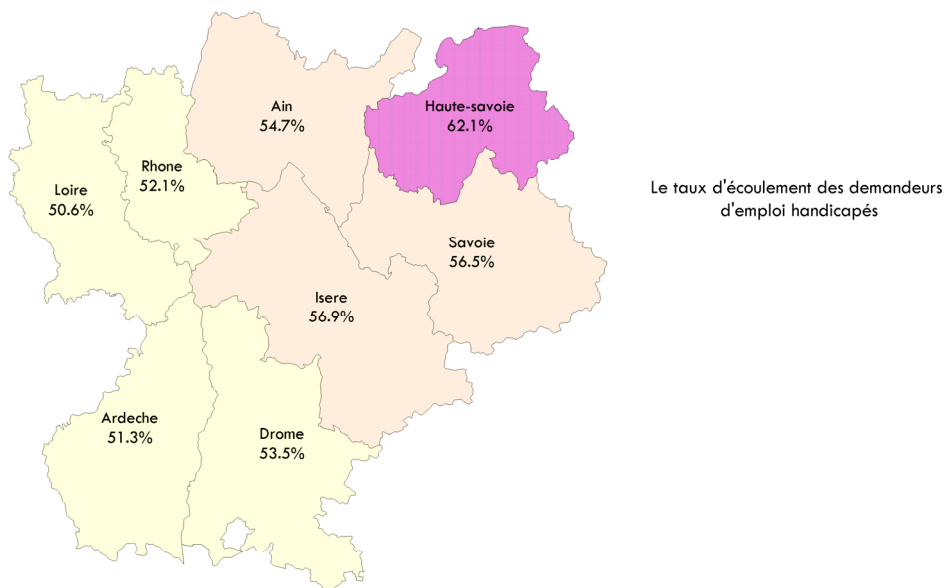 Ain
54.7%
Haute-savoie
62.1%
Rhone
52.1%
Loire
50.6%
Le taux d'écoulement des demandeurs
d'emploi handicapés
Savoie
56.5%
Isere
56.9%
Ardeche
51.3%
Drome
53.5%